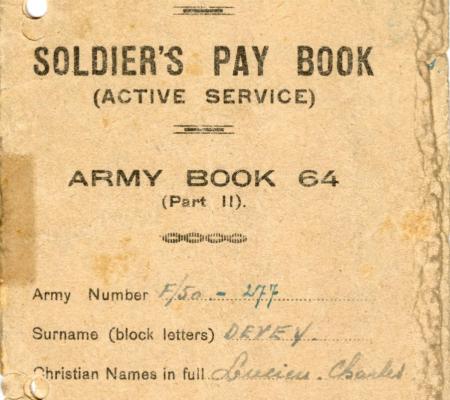 SOLDIER'S PAY BOOK
(ACTIVE SERVICE)
ARMY BOOK 64
(Part II).
Army Number F/50 - 277
Surname (block letters) DEVEY.
Christian Names in full Lucien Charles